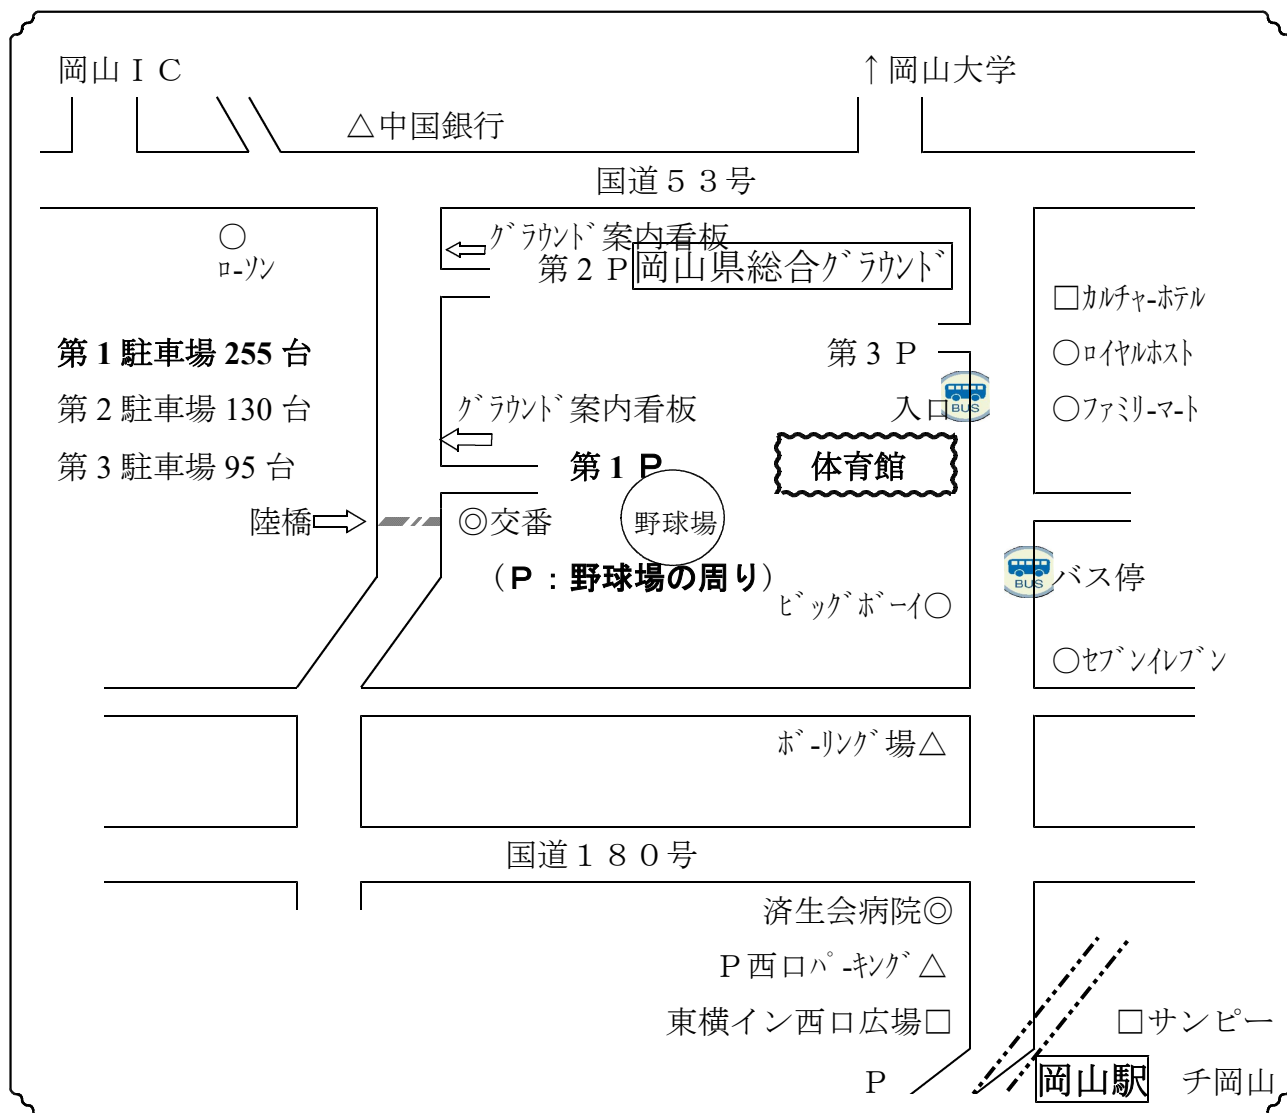 岡山ＩＣ
↑岡山大学
△中国銀行
国道５３号
○
ﾛｰｿﾝ
ｸﾞﾗｳﾝﾄﾞ案内看板
第２Ｐ
岡山県総合ｸﾞﾗｳﾝﾄﾞ
□ｶﾙﾁｬｰﾎﾃﾙ
第1駐車場 255 台
第３Ｐ
○ﾛｲﾔﾙﾎｽﾄ
第2駐車場 130 台
ｸﾞﾗｳﾝﾄﾞ案内看板
入口
BUS
○ﾌｧﾐﾘｰﾏｰﾄ
第3駐車場 95 台
第1Ｐ
体育館
陸橋
◎交番
野球場
（Ｐ：野球場の周り）
BUS
バス停
ﾋﾞｯｸﾞﾎﾞｰｲ○
○ｾﾌﾞﾝｲﾚﾌﾞﾝ
ﾎﾞｰﾘﾝｸﾞ場△
国道１８０号
済生会病院◎
Ｐ西口ﾊﾟｰｷﾝｸﾞ△
東横イン西口広場□
□サンピー
Ｐ
岡山駅
チ岡山